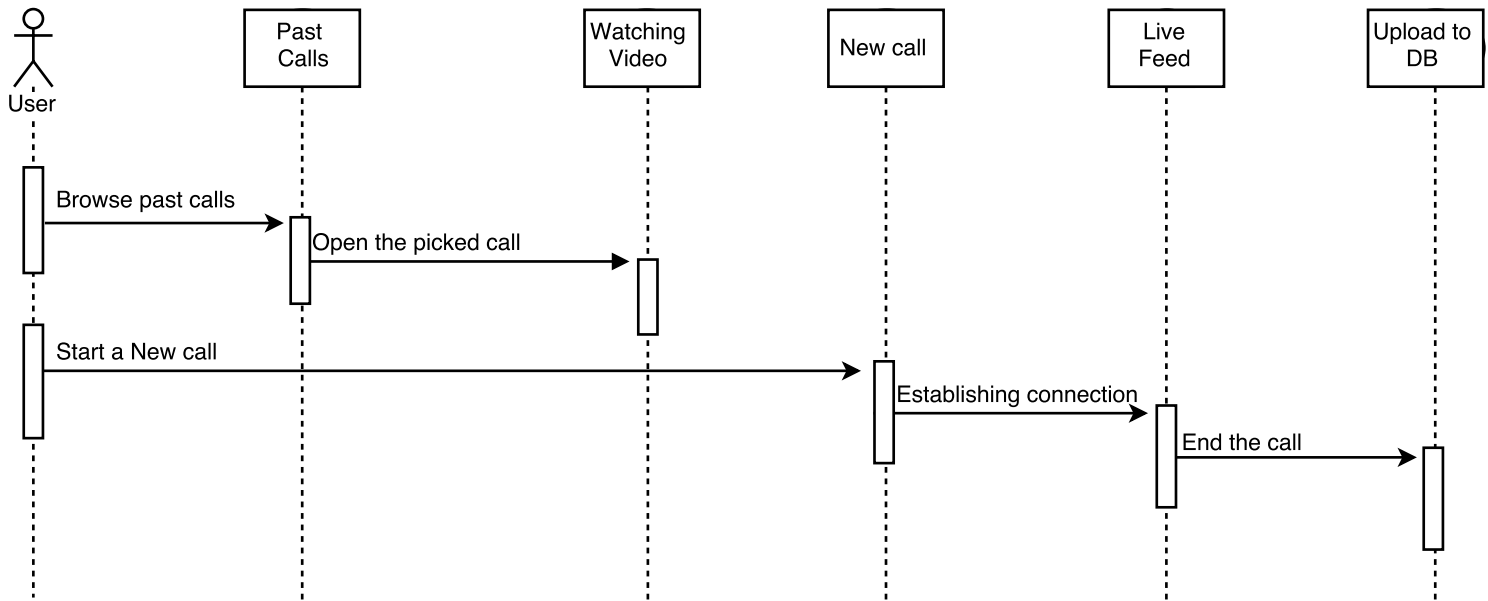 Past
Calls
Watching
Video
New call
Live
Feed
Upload to
DB
User
Browse past calls
Open the picked call
Start a New call
Establishing connection
End the call